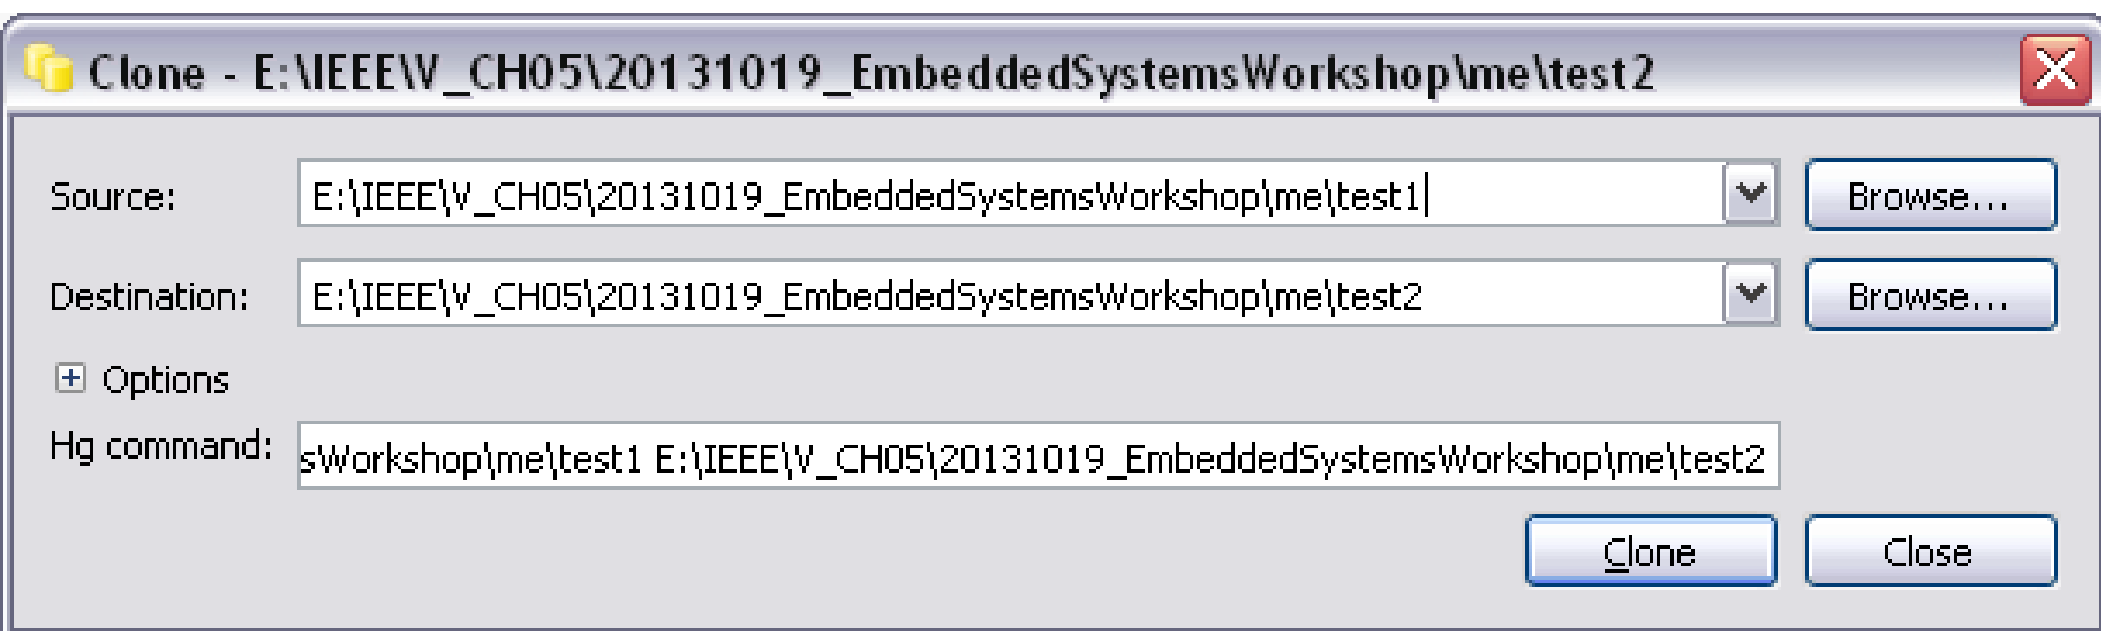 Clone - E:\IEEE\V_CH05\20131019_EmbeddedSystemsWorkshop\me\test2
Source: E:\IEEE\V_CH05\20131019_EmbeddedSystemsWorkshop\me\test1 Browse...
Destination: E:\IEEE\V_CH05\20131019_EmbeddedSystemsWorkshop\me\test2 Browse...
Options
Hg command: sWorkshop\me\test1 E:\IEEE\V_CH05\20131019_EmbeddedSystemsWorkshop\me\test2
Clone Close